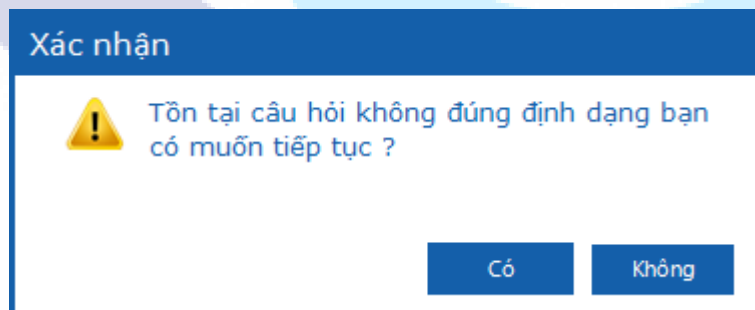 Xác nhận
Tồn tại câu hỏi không đúng định dạng bạn
có muốn tiếp tục ?
Có
Không